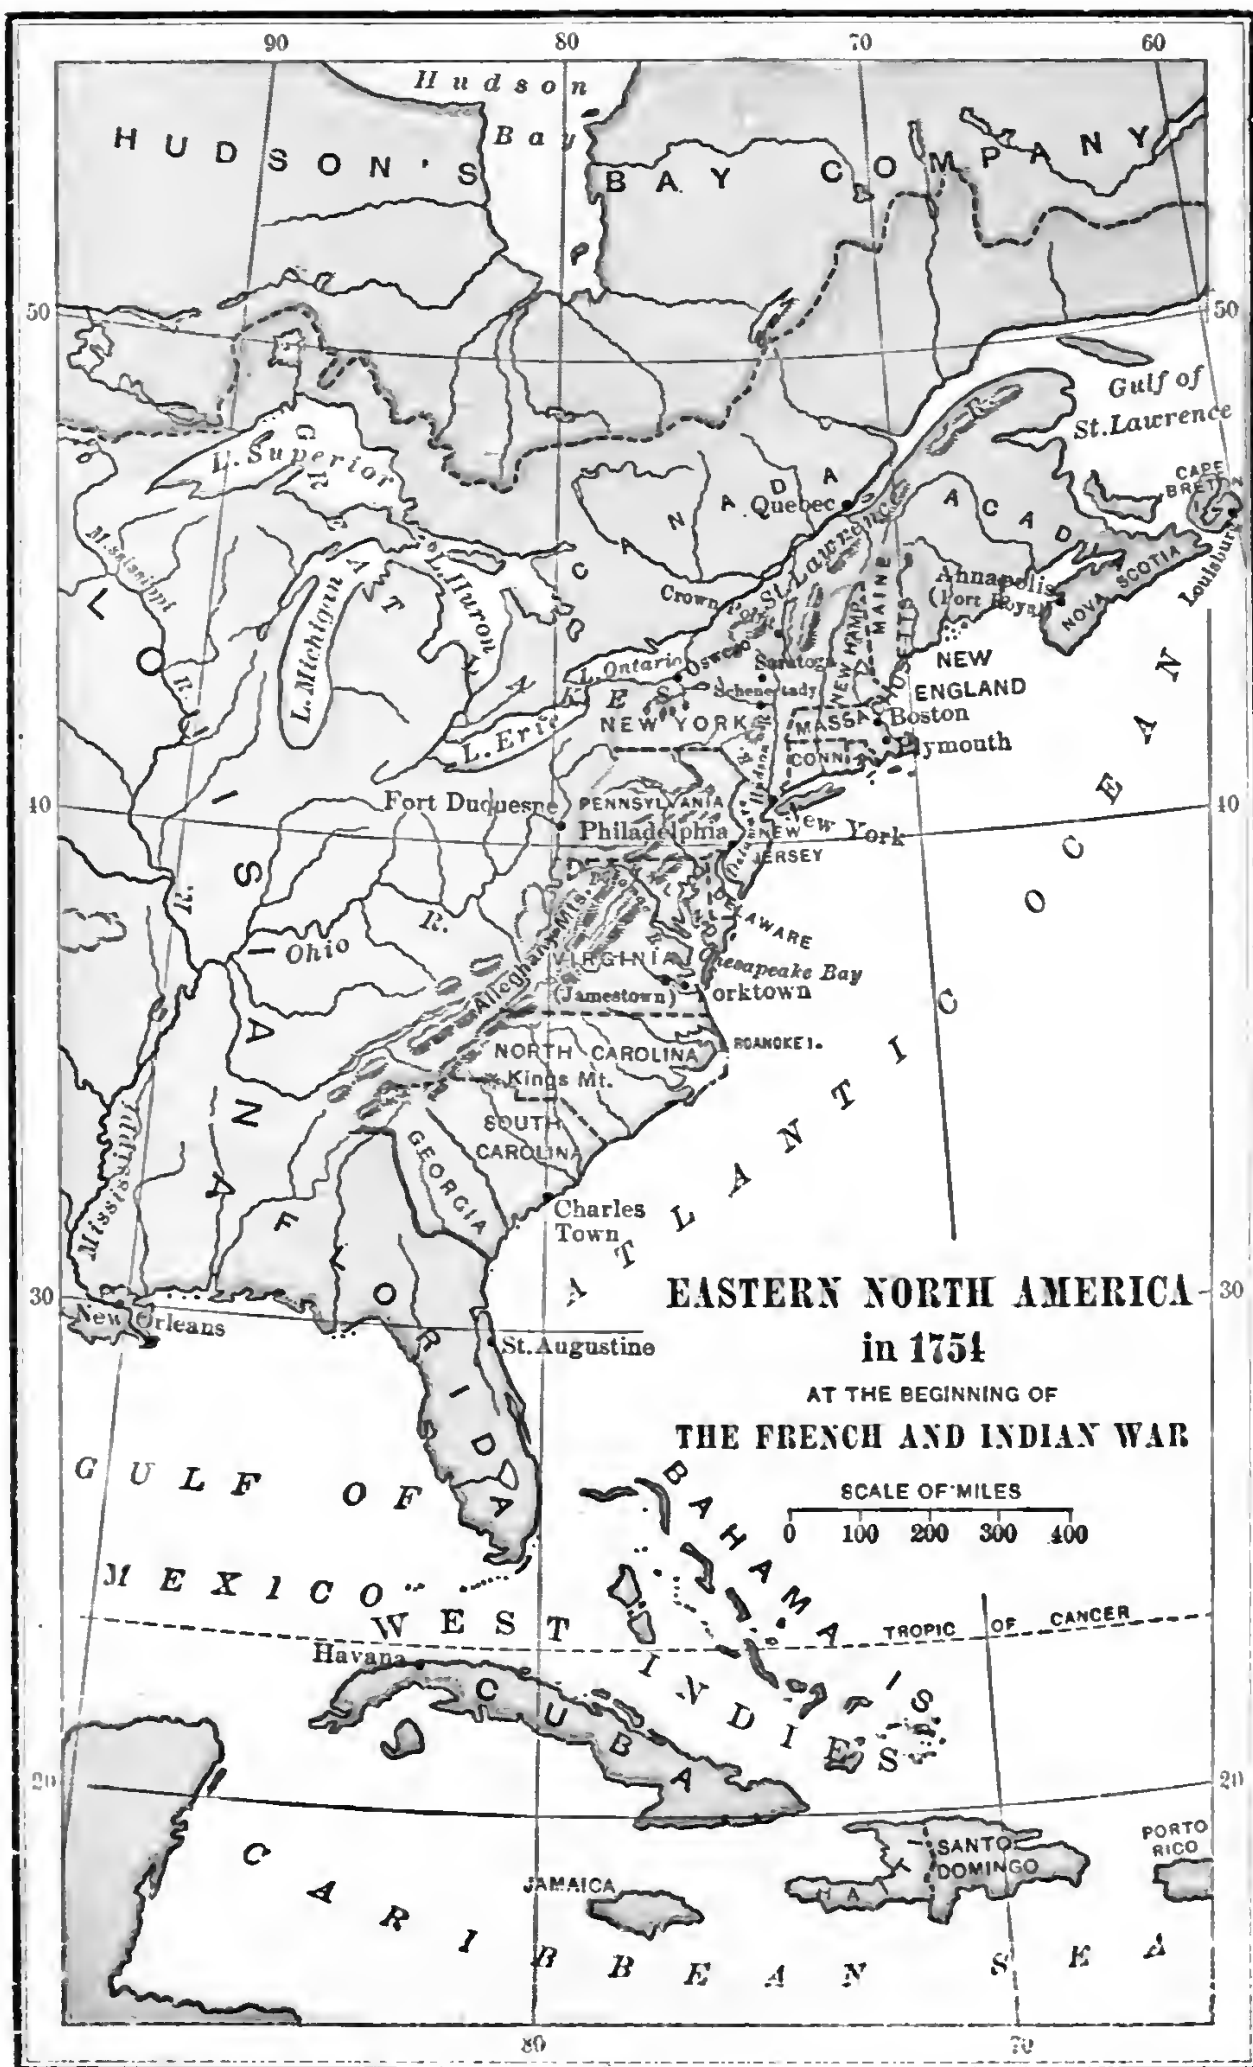 90 80 70 60
Hudson
Bay
HUDSON'S BAY COMPANY
50 50
Gulf of
St. Lawrence
L. Superior
GREAT LAKES
CANADA
Quebec
ACADIA
CAPE
BRETON I.
Louisburg
Mississippi
R.
L. Michigan
L. Huron
St. Lawrence R.
MAINE
Annapolis
(Port Royal)
NOVA SCOTIA
Crown Point
L. Ontario
Oswego
Saratoga
Schenectady
NEW HAMP.
NEW
ENGLAND
L. Erie
NEW YORK
MASSACHUSETTS
Boston
CONN.
Plymouth
Hudson R.
40 40
Fort Duquesne
PENNSYLVANIA
Philadelphia
New York
NEW
JERSEY
Delaware
LOUISIANA
R.
Ohio R.
Alleghany Mts.
Potomac R.
MARYLAND
DELAWARE
VIRGINIA
Chesapeake Bay
(Jamestown)
Yorktown
NORTH CAROLINA
ROANOKE I.
Kings Mt.
SOUTH
CAROLINA
GEORGIA
Charles
Town
Mississippi
ATLANTIC OCEAN
FLORIDA
30 30
New Orleans
St. Augustine
EASTERN NORTH AMERICA
in 1754
AT THE BEGINNING OF
THE FRENCH AND INDIAN WAR
SCALE OF MILES
0 100 200 300 400
GULF OF
MEXICO
BAHAMA IS.
WEST
INDIES
TROPIC OF CANCER
Havana
CUBA
20 20
HAITI
SANTO
DOMINGO
PORTO
RICO
JAMAICA
CARIBBEAN SEA
80 70